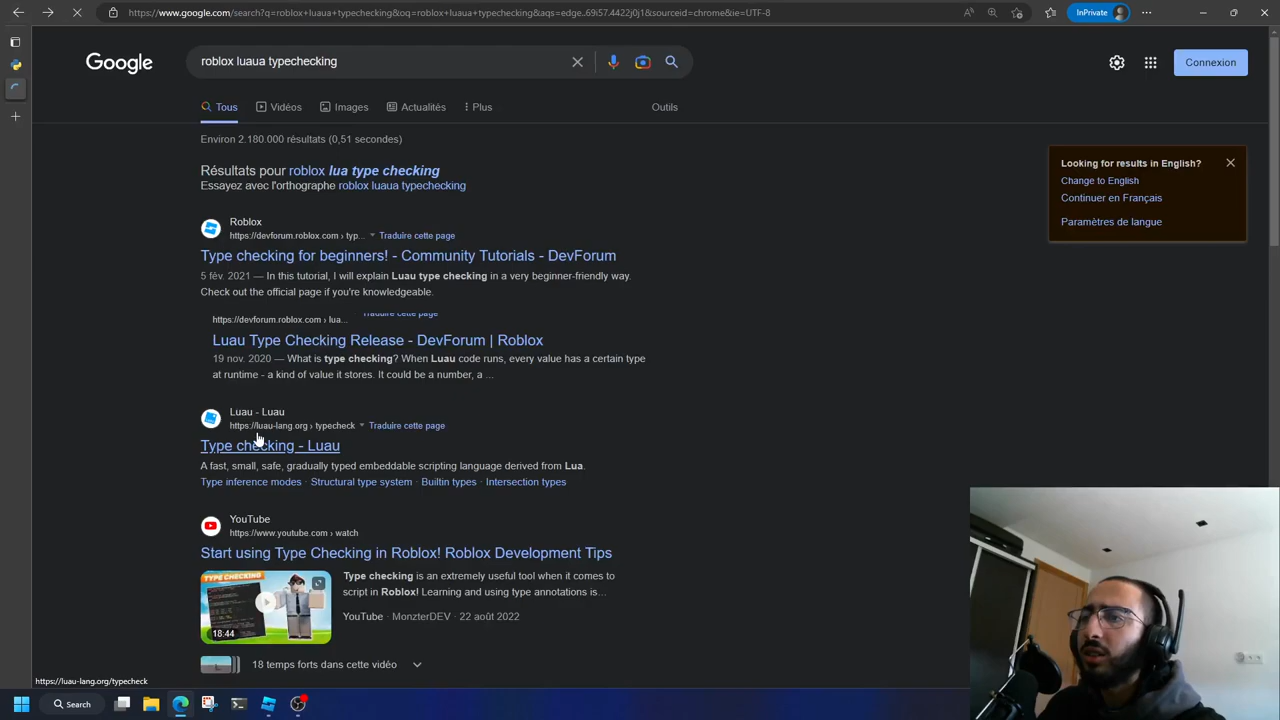 https://www.google.com/search?q=roblox+luaua+typechecking&oq=roblox+luaua+typechecking&aqs=edge..69i57.4422j0j1&sourceid=chrome&ie=UTF-8
InPrivate
Google
roblox luaua typechecking
Connexion
Tous
Vidéos
Images
Actualités
Plus
Outils
Environ 2.180.000 résultats (0,51 secondes)
Résultats pour roblox lua type checking
Essayez avec l'orthographe roblox luaua typechecking
Looking for results in English?
Change to English
Continuer en Français
Paramètres de langue
Roblox
https://devforum.roblox.com › typ... Traduire cette page
Type checking for beginners! - Community Tutorials - DevForum
5 fév. 2021 — In this tutorial, I will explain Luau type checking in a very beginner-friendly way.
Check out the official page if you're knowledgeable.
https://devforum.roblox.com › lua... Traduire cette page
Luau Type Checking Release - DevForum | Roblox
19 nov. 2020 — What is type checking? When Luau code runs, every value has a certain type
at runtime - a kind of value it stores. It could be a number, a ...
Luau - Luau
https://luau-lang.org › typecheck Traduire cette page
Type checking - Luau
A fast, small, safe, gradually typed embeddable scripting language derived from Lua.
Type inference modes · Structural type system · Builtin types · Intersection types
YouTube
https://www.youtube.com › watch
Start using Type Checking in Roblox! Roblox Development Tips
TYPE CHECKING
18:44
Type checking is an extremely useful tool when it comes to
script in Roblox! Learning and using type annotations is...
YouTube · MonzterDEV · 22 août 2022
18 temps forts dans cette vidéo
https://luau-lang.org/typecheck
Search